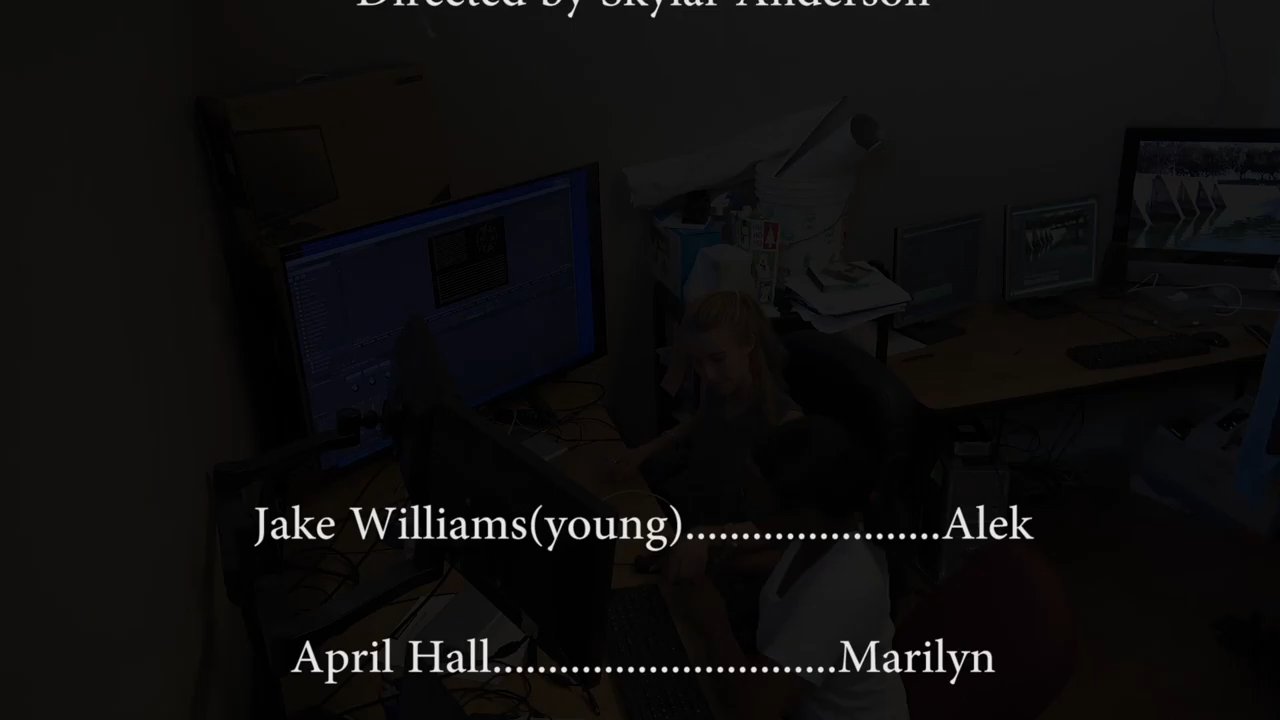 Directed by Skylar Anderson
Jake Williams(young).......................Alek
April Hall...............................Marilyn